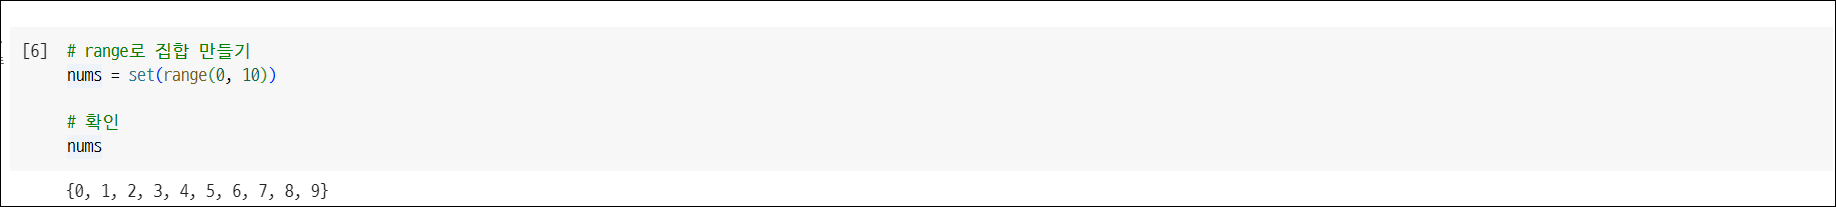 [6] # range로 집합 만들기
nums = set(range(0, 10))
# 확인
nums
{0, 1, 2, 3, 4, 5, 6, 7, 8, 9}